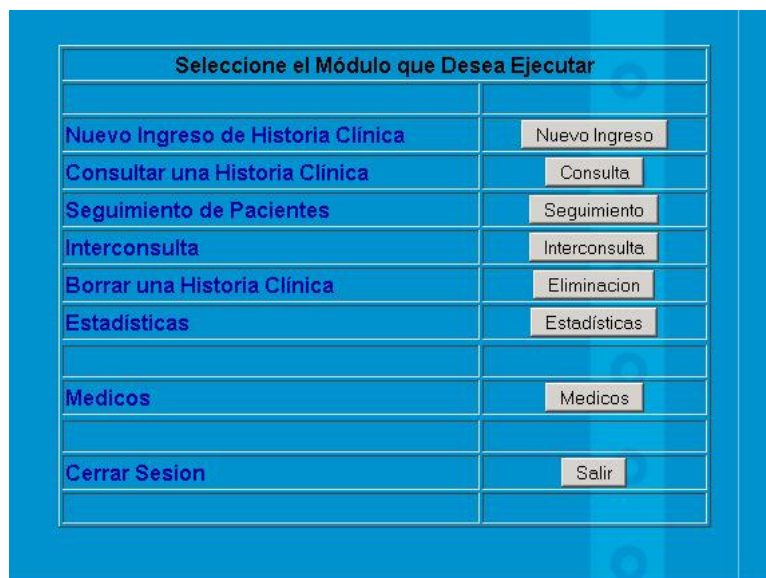 Seleccione el Módulo que Desea Ejecutar
Nuevo Ingreso de Historia Clínica Nuevo Ingreso
Consultar una Historia Clínica Consulta
Seguimiento de Pacientes Seguimiento
Interconsulta Interconsulta
Borrar una Historia Clínica Eliminacion
Estadísticas Estadísticas
Medicos Medicos
Cerrar Sesion Salir